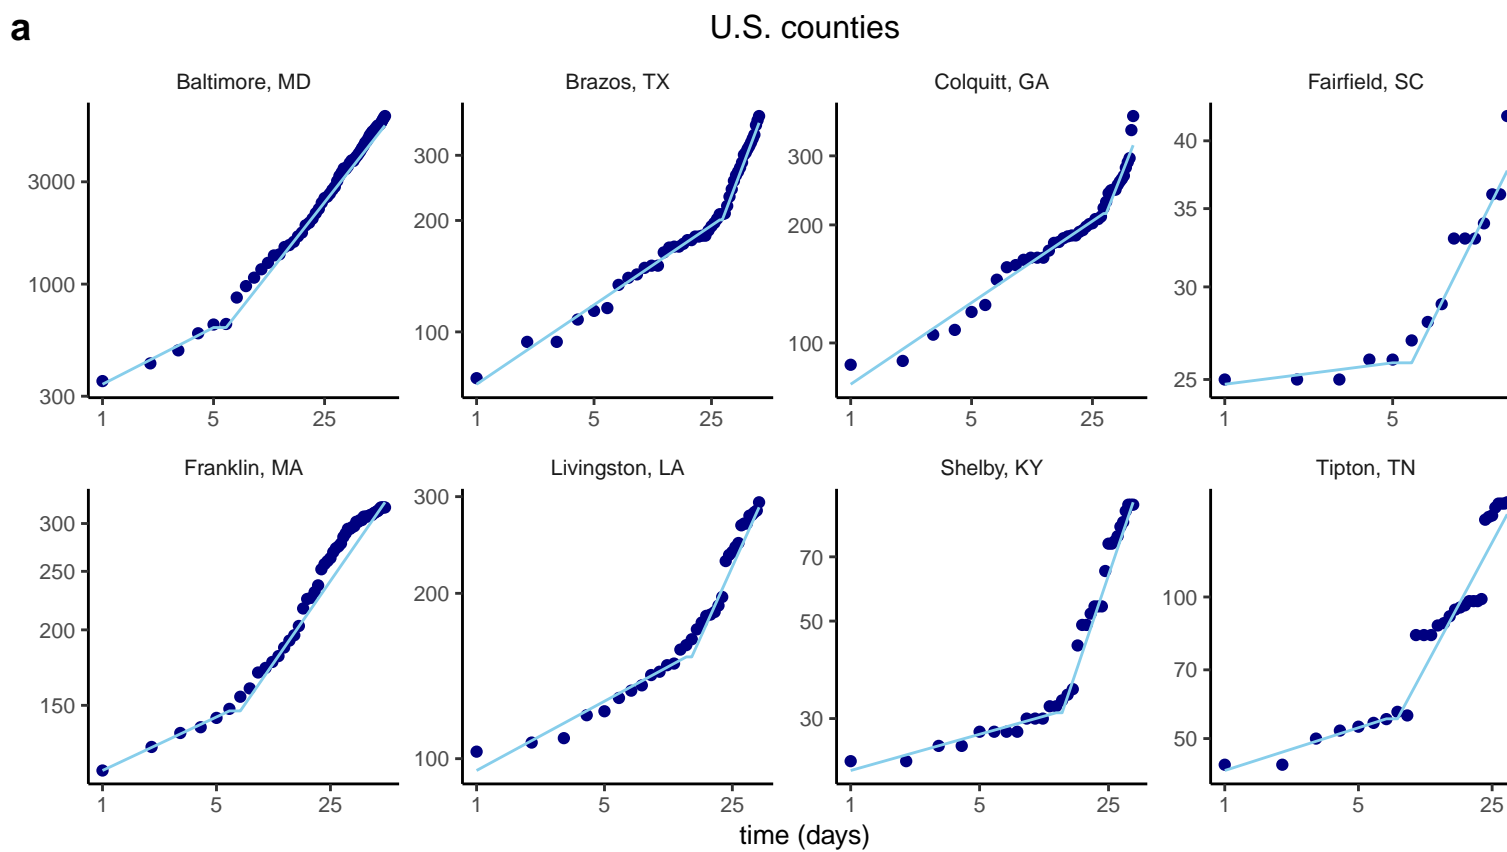 a
U.S. counties
Baltimore, MD
Brazos, TX
Colquitt, GA
Fairfield, SC
3000
1000
300
1 5 25
300
200
100
1 5 25
300
200
100
1 5 25
40
35
30
25
1 5
Franklin, MA
Livingston, LA
Shelby, KY
Tipton, TN
300
250
200
150
1 5 25
300
200
100
1 5 25
70
50
30
1 5 25
100
70
50
1 5 25
time (days)